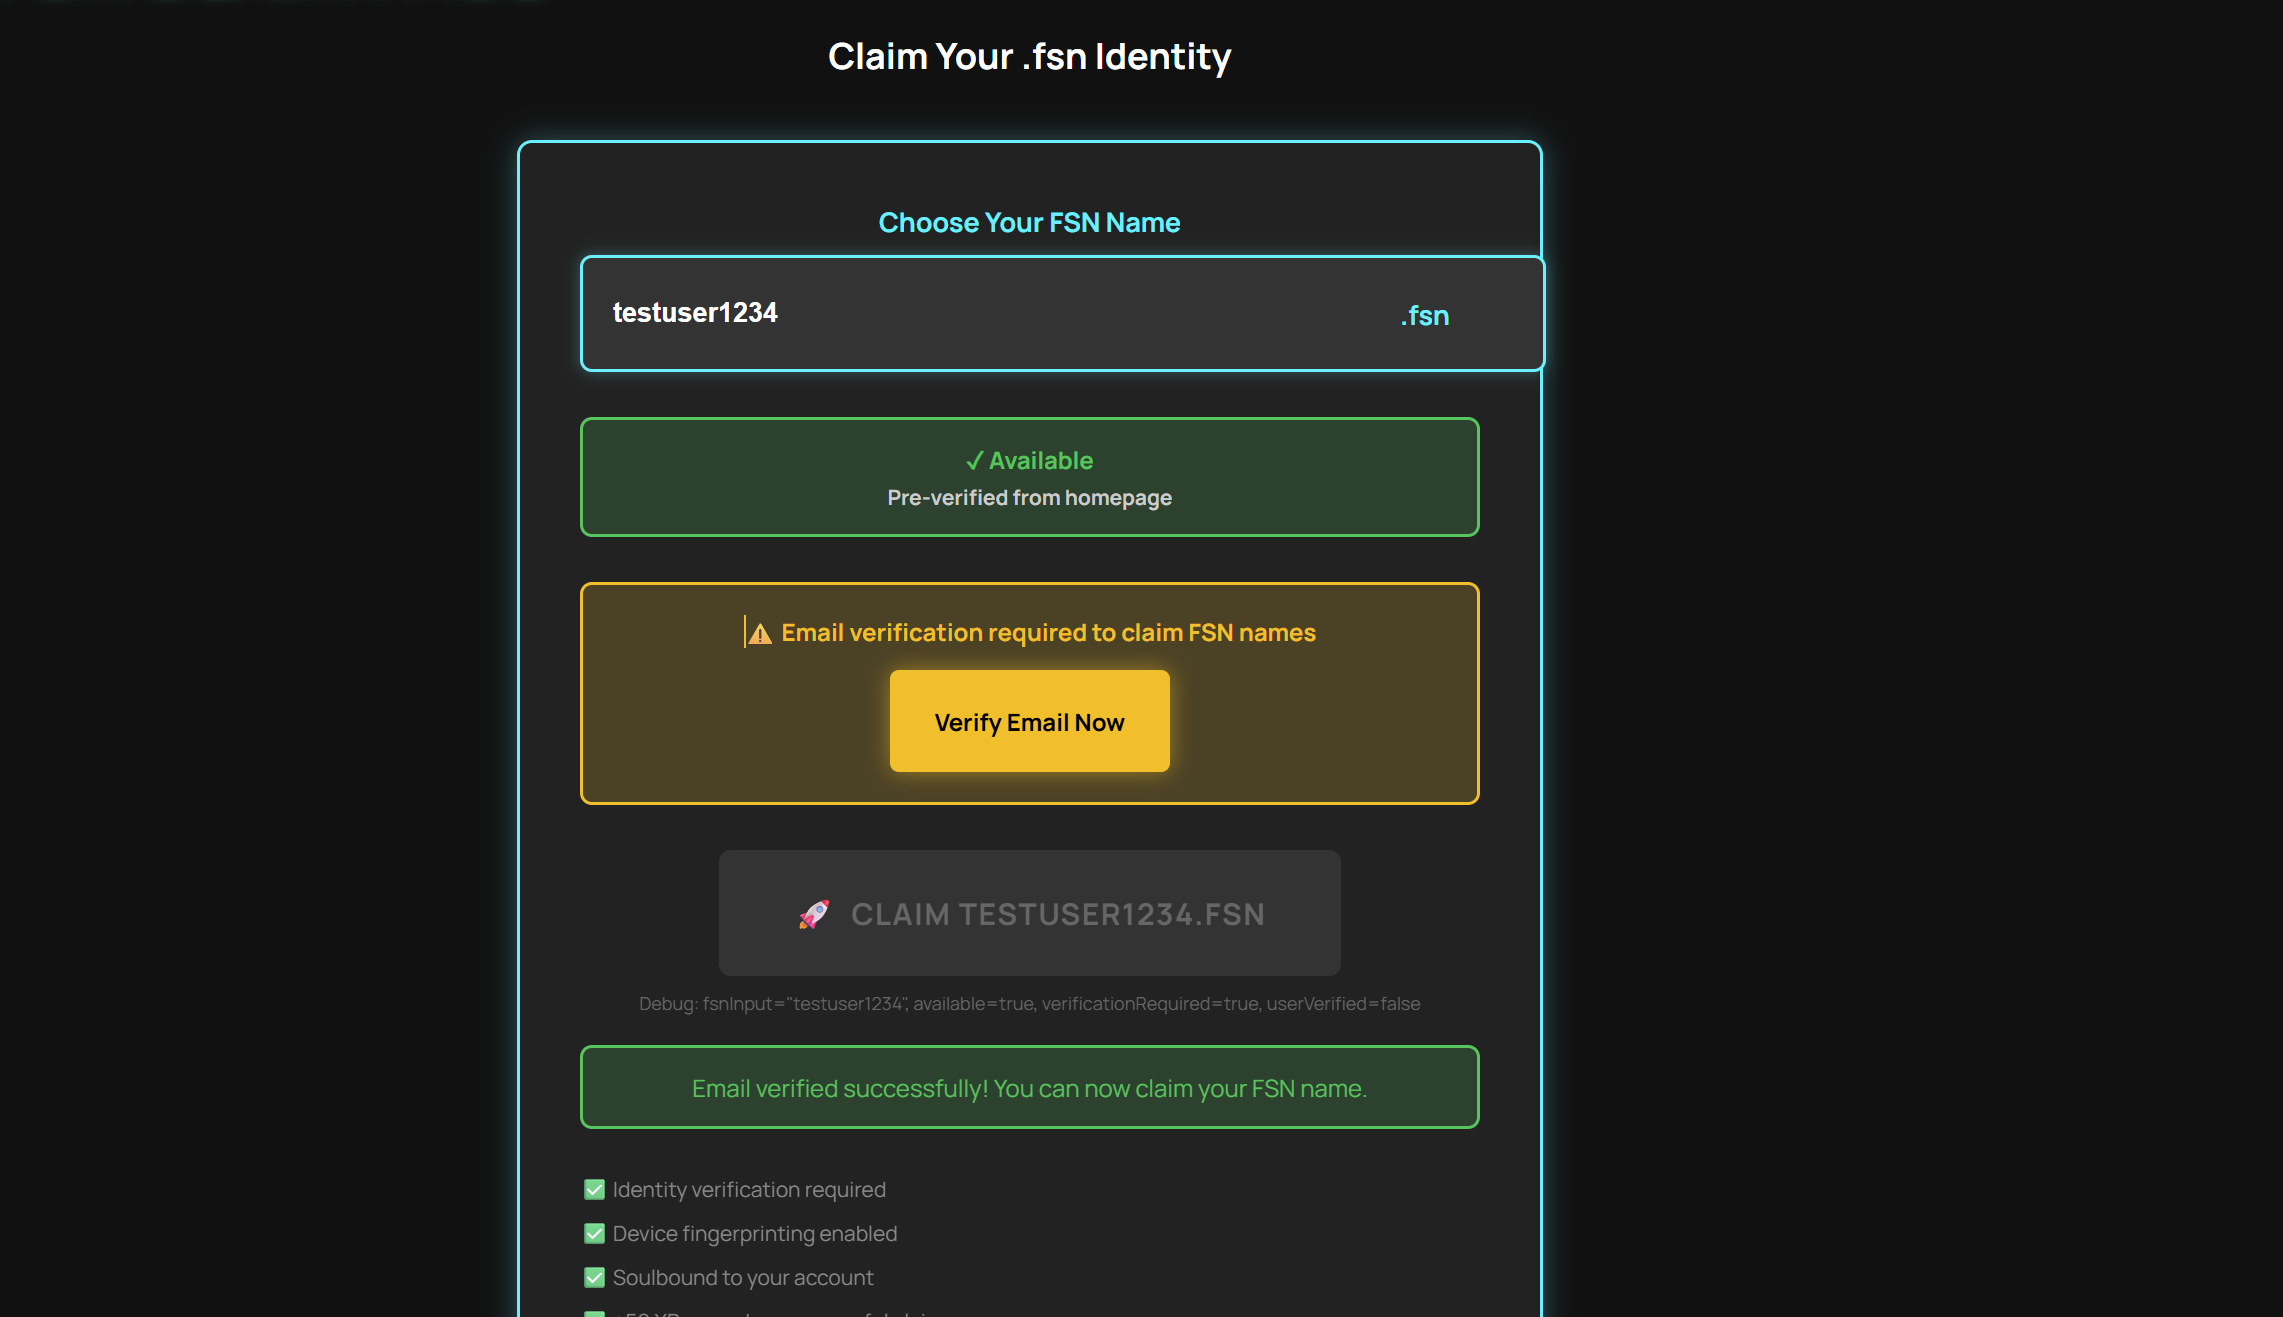 Claim Your .fsn Identity
Choose Your FSN Name
testuser1234 .fsn
✓ Available
Pre-verified from homepage
⚠️ Email verification required to claim FSN names
Verify Email Now
🚀 CLAIM TESTUSER1234.FSN
Debug: fsnInput="testuser1234", available=true, verificationRequired=true, userVerified=false
Email verified successfully! You can now claim your FSN name.
✅ Identity verification required
✅ Device fingerprinting enabled
✅ Soulbound to your account